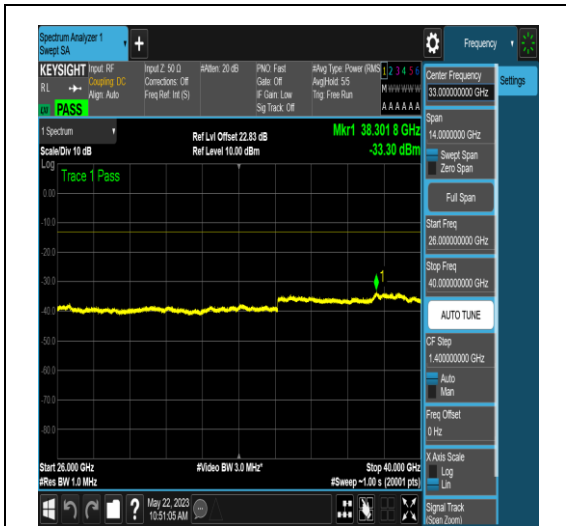 Spectrum Analyzer 1
Swept SA
Frequency
KEYSIGHT
Input: RF
Coupling: DC
Align: Auto
Input Z: 50 Ω
Corrections: Off
Freq Ref: Int (S)
#Atten: 20 dB
PNO: Fast
Gate: Off
IF Gain: Low
Sig Track: Off
#Avg Type: Power (RMS
Avg|Hold: 5/5
Trig: Free Run
1 2 3 4 5 6
M W W W W W
A A A A A A
R L
PASS
Center Frequency
33.000000000 GHz
Settings
Span
14.0000000 GHz
Swept Span
Zero Span
Full Span
Start Freq
26.000000000 GHz
Stop Freq
40.000000000 GHz
AUTO TUNE
CF Step
1.400000000 GHz
Auto
Man
Freq Offset
0 Hz
X Axis Scale
Log
Lin
Signal Track
(Span Zoom)
1 Spectrum
Scale/Div 10 dB
Ref Lvl Offset 22.83 dB
Ref Level 10.00 dBm
Mkr1 38.301 8 GHz
-33.30 dBm
Log
Trace 1 Pass
0.00
-10.0
-20.0
-30.0
-40.0
-50.0
-60.0
-70.0
-80.0
1
Start 26.000 GHz
#Res BW 1.0 MHz
#Video BW 3.0 MHz*
Stop 40.000 GHz
#Sweep ~1.00 s (20001 pts)
May 22, 2023
10:51:05 AM